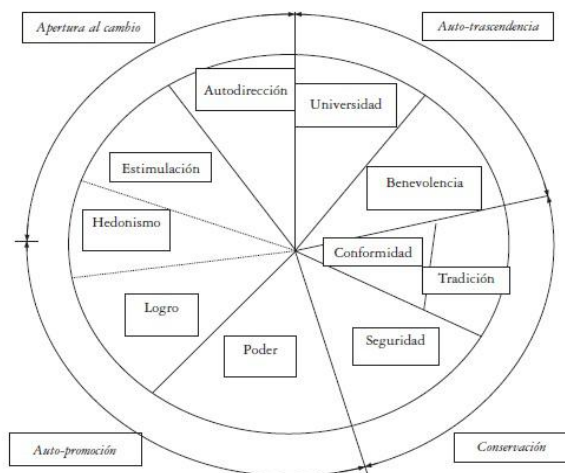 Apertura al cambio
Auto-trascendencia
Autodirección
Universidad
Estimulación
Benevolencia
Hedonismo
Conformidad
Tradición
Logro
Poder
Seguridad
Auto-promoción
Conservación